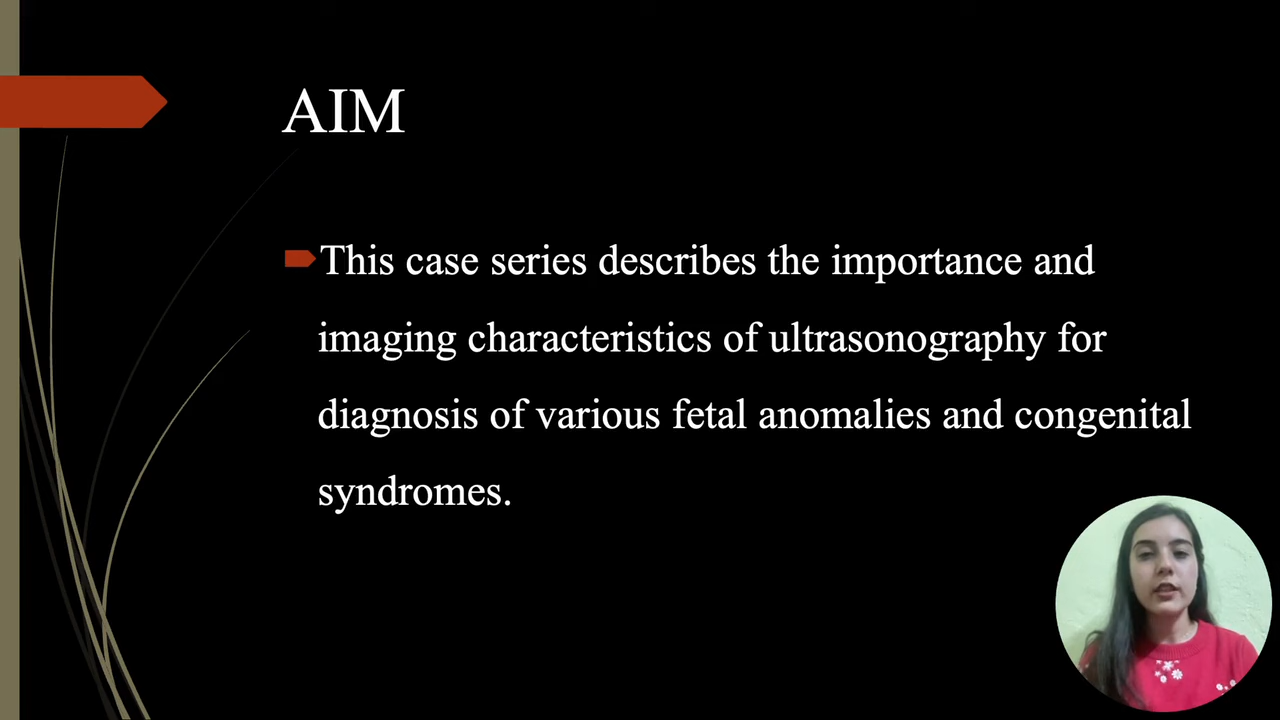 AIM
This case series describes the importance and
imaging characteristics of ultrasonography for
diagnosis of various fetal anomalies and congenital
syndromes.